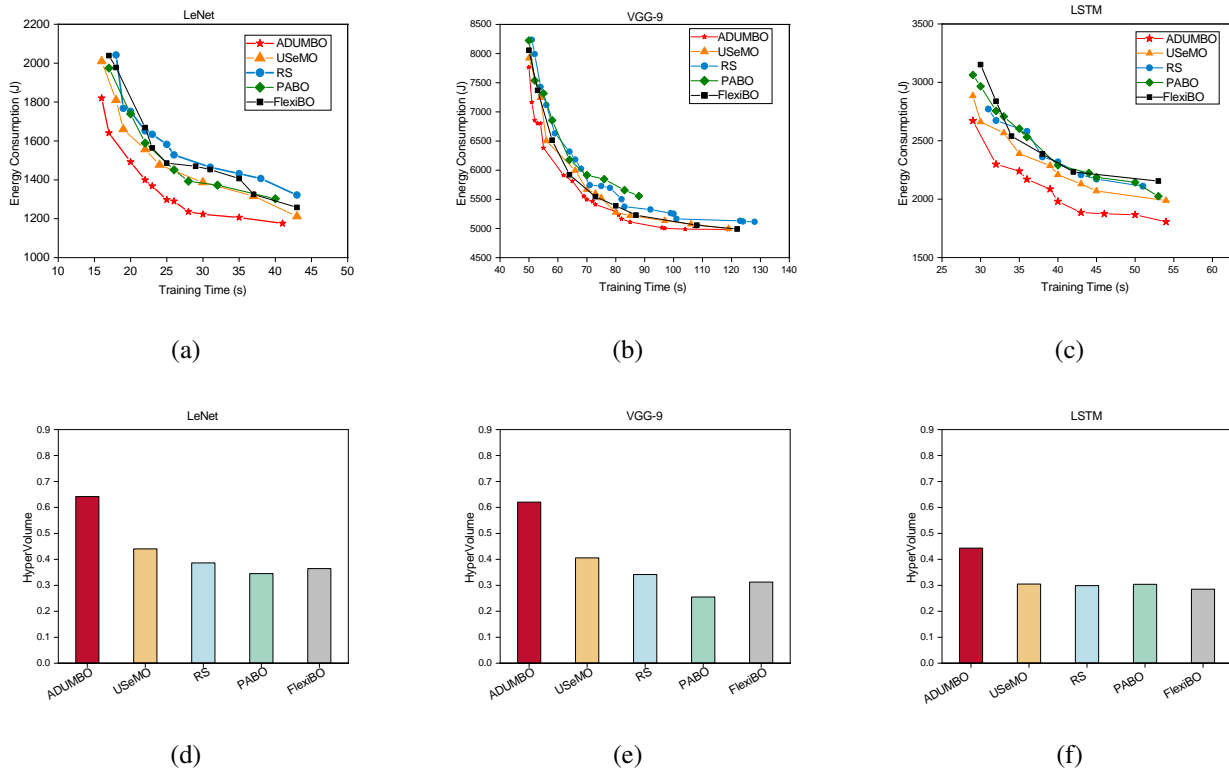 LeNet
2200
2000
1800
1600
1400
1200
1000
Energy Consumption (J)
10 15 20 25 30 35 40 45 50
Training Time (s)
ADUMBO
USeMO
RS
PABO
FlexiBO
(a)
VGG-9
8500
8000
7500
7000
6500
6000
5500
5000
4500
Energy Consumption (J)
40 50 60 70 80 90 100 110 120 130 140
Training Time (s)
ADUMBO
USeMO
RS
PABO
FlexiBO
(b)
LSTM
3500
3000
2500
2000
1500
Energy Consumption (J)
25 30 35 40 45 50 55 60
Training Time (s)
ADUMBO
USeMO
RS
PABO
FlexiBO
(c)
LeNet
0.9
0.8
0.7
0.6
0.5
0.4
0.3
0.2
0.1
0.0
HyperVolume
ADUMBO USeMO RS PABO FlexiBO
(d)
VGG-9
0.9
0.8
0.7
0.6
0.5
0.4
0.3
0.2
0.1
0.0
HyperVolume
ADUMBO USeMO RS PABO FlexiBO
(e)
LSTM
0.9
0.8
0.7
0.6
0.5
0.4
0.3
0.2
0.1
0.0
HyperVolume
ADUMBO USeMO RS PABO FlexiBO
(f)